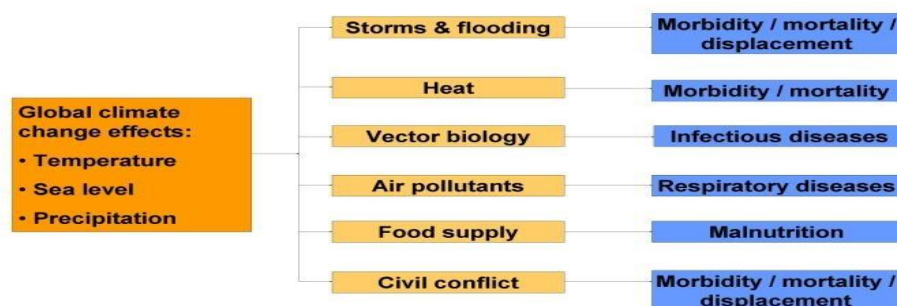 Global climate
change effects:
• Temperature
• Sea level
• Precipitation
Storms & flooding
Morbidity / mortality /
displacement
Heat
Morbidity / mortality
Vector biology
Infectious diseases
Air pollutants
Respiratory diseases
Food supply
Malnutrition
Civil conflict
Morbidity / mortality /
displacement